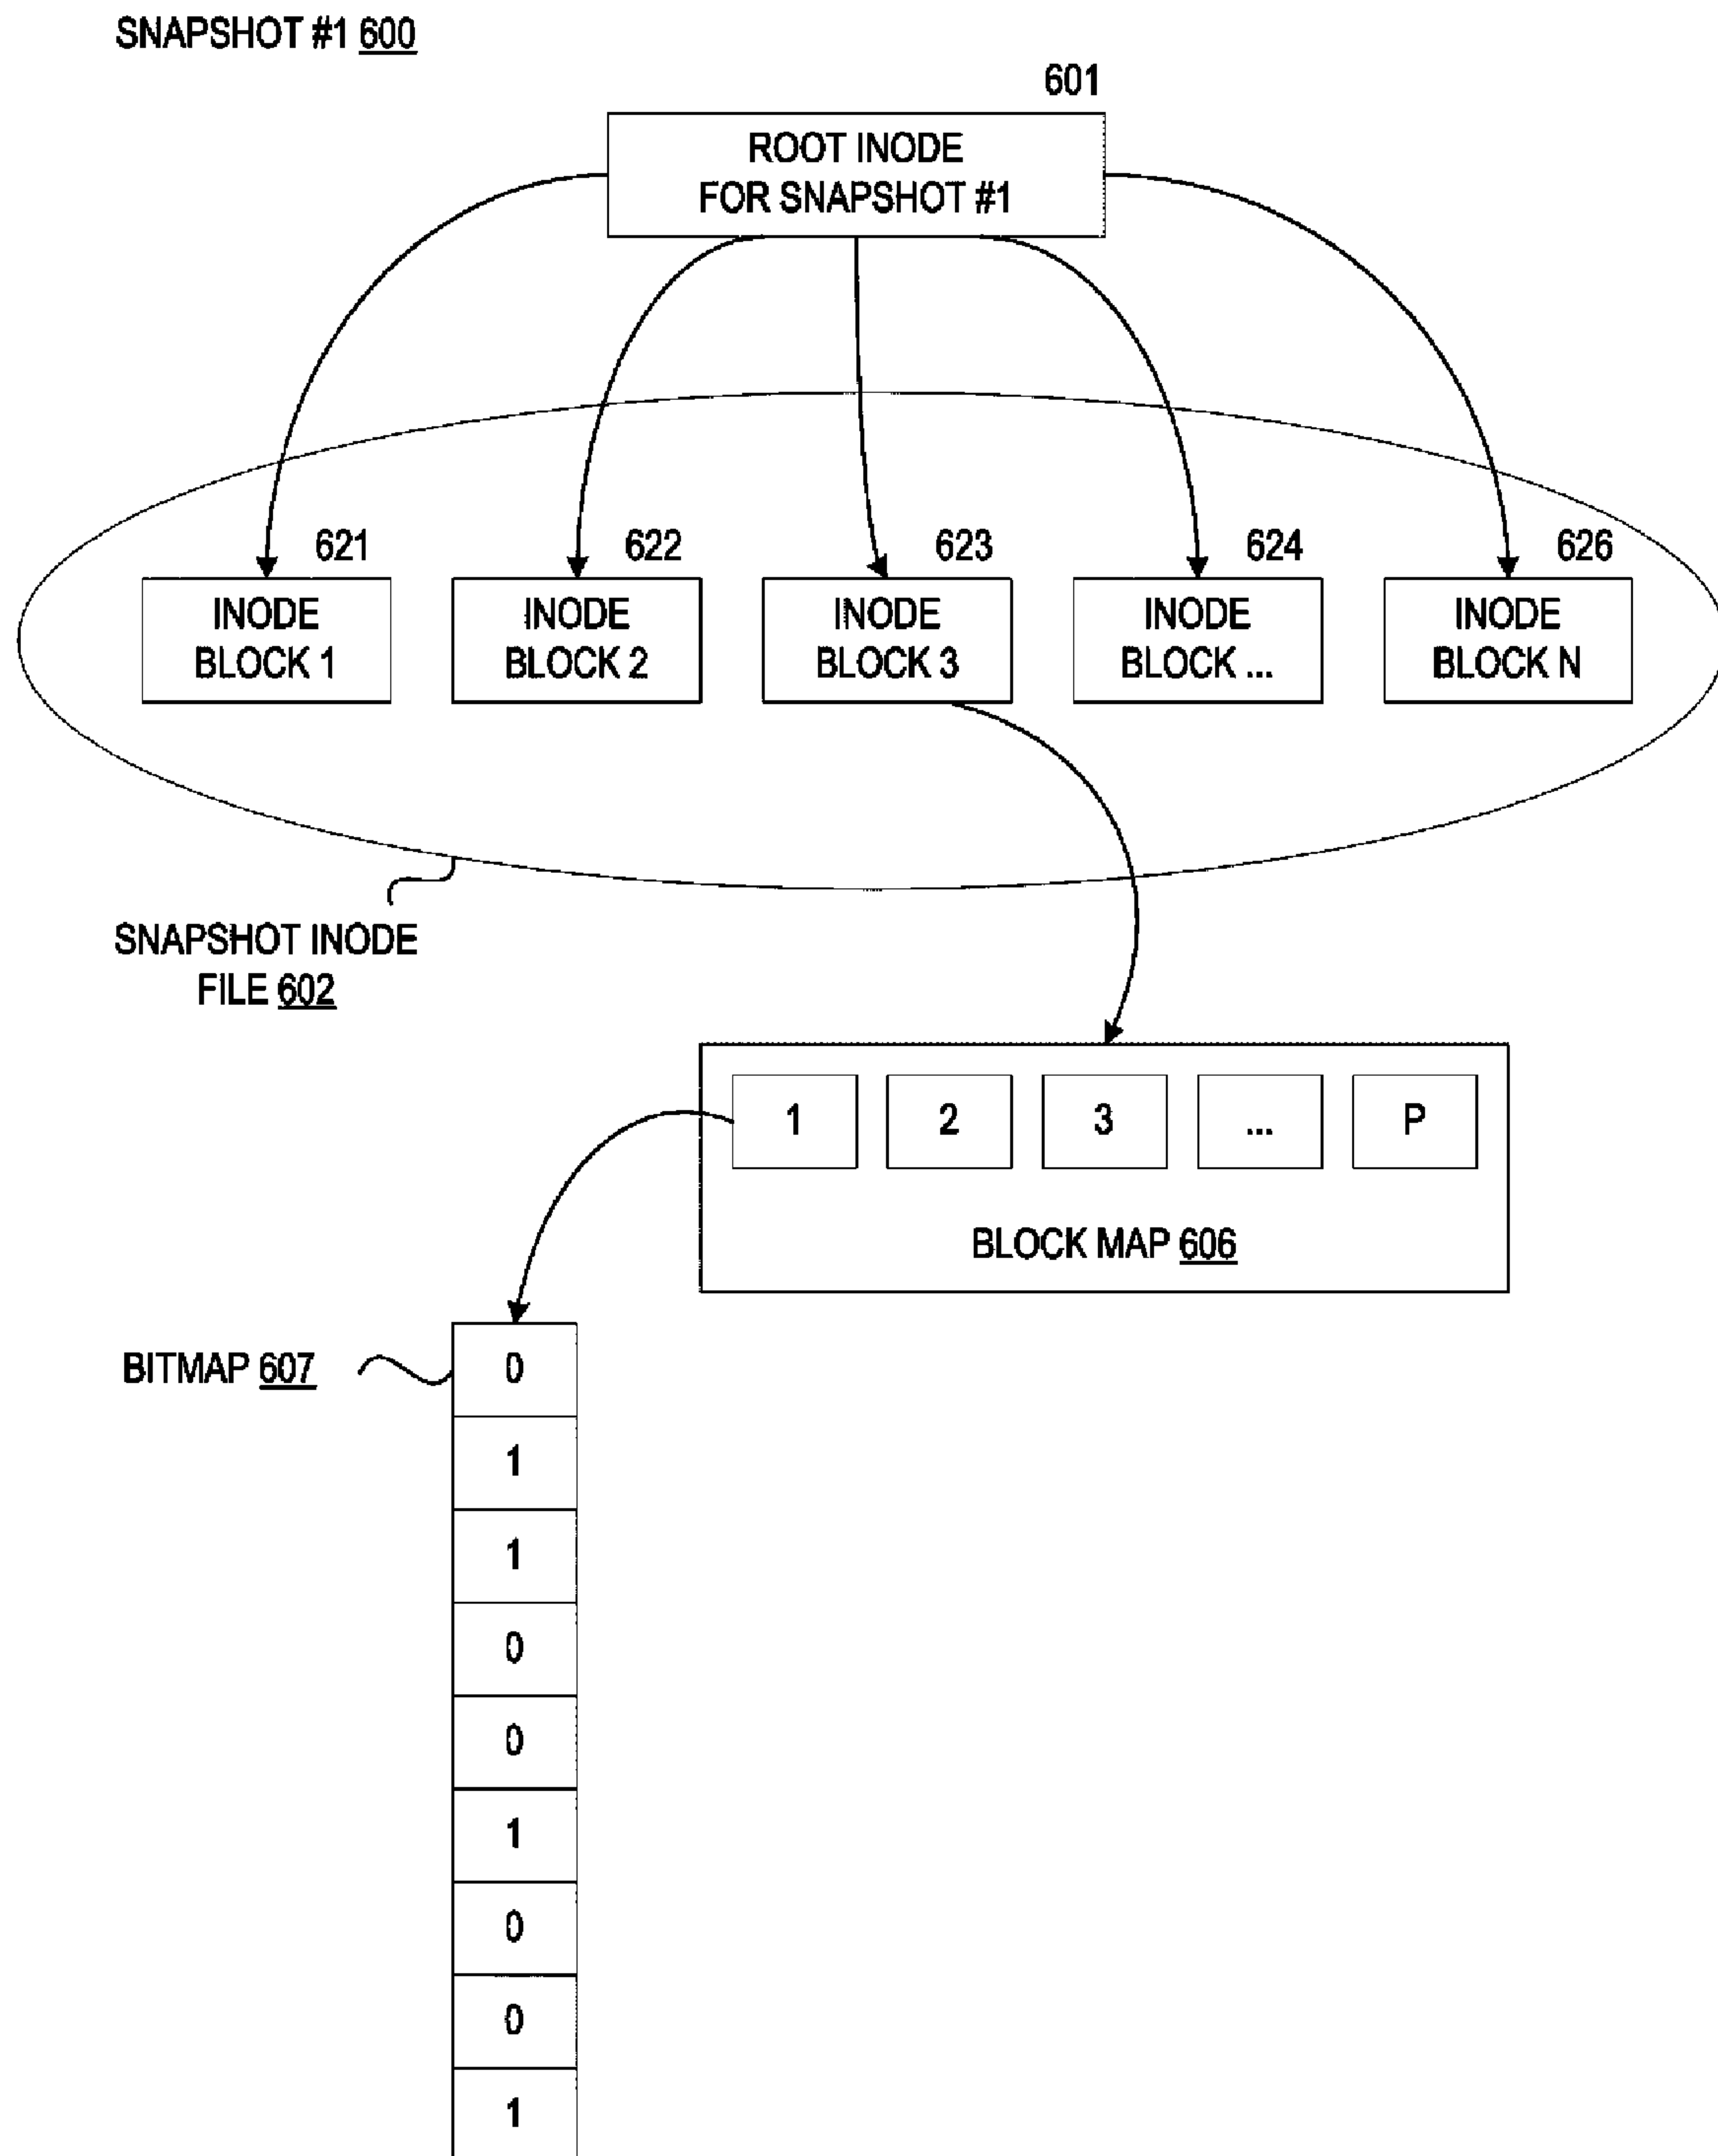 SNAPSHOT #1 600
601
ROOT INODE
FOR SNAPSHOT #1
621
622
623
624
626
INODE
BLOCK 1
INODE
BLOCK 2
INODE
BLOCK 3
INODE
BLOCK ...
INODE
BLOCK N
SNAPSHOT INODE
FILE 602
1
2
3
...
P
BLOCK MAP 606
BITMAP 607
0
1
1
0
0
1
0
0
1